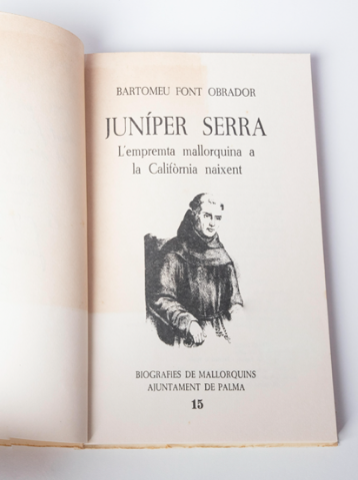 BARTOMEU FONT OBRADOR
JUNÍPER SERRA
L'empremta mallorquina a
la Califòrnia naixent
BIOGRAFIES DE MALLORQUINS
AJUNTAMENT DE PALMA
15